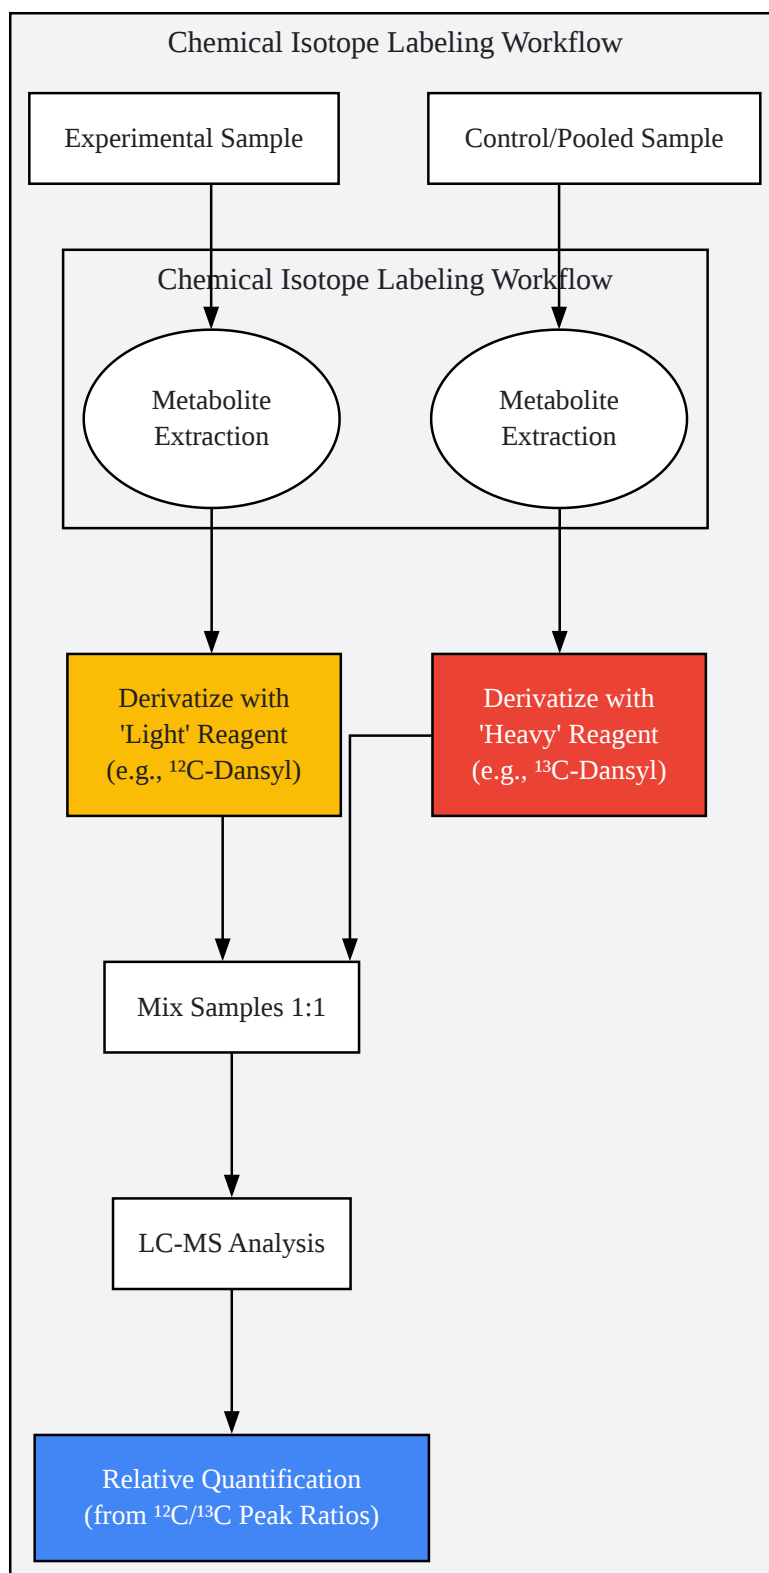 Chemical Isotope Labeling Workflow
Experimental Sample
Control/Pooled Sample
Chemical Isotope Labeling Workflow
Metabolite
Extraction
Metabolite
Extraction
Derivatize with
'Light' Reagent
(e.g., ¹²C-Dansyl)
Derivatize with
'Heavy' Reagent
(e.g., ¹³C-Dansyl)
Mix Samples 1:1
LC-MS Analysis
Relative Quantification
(from ¹²C/¹³C Peak Ratios)